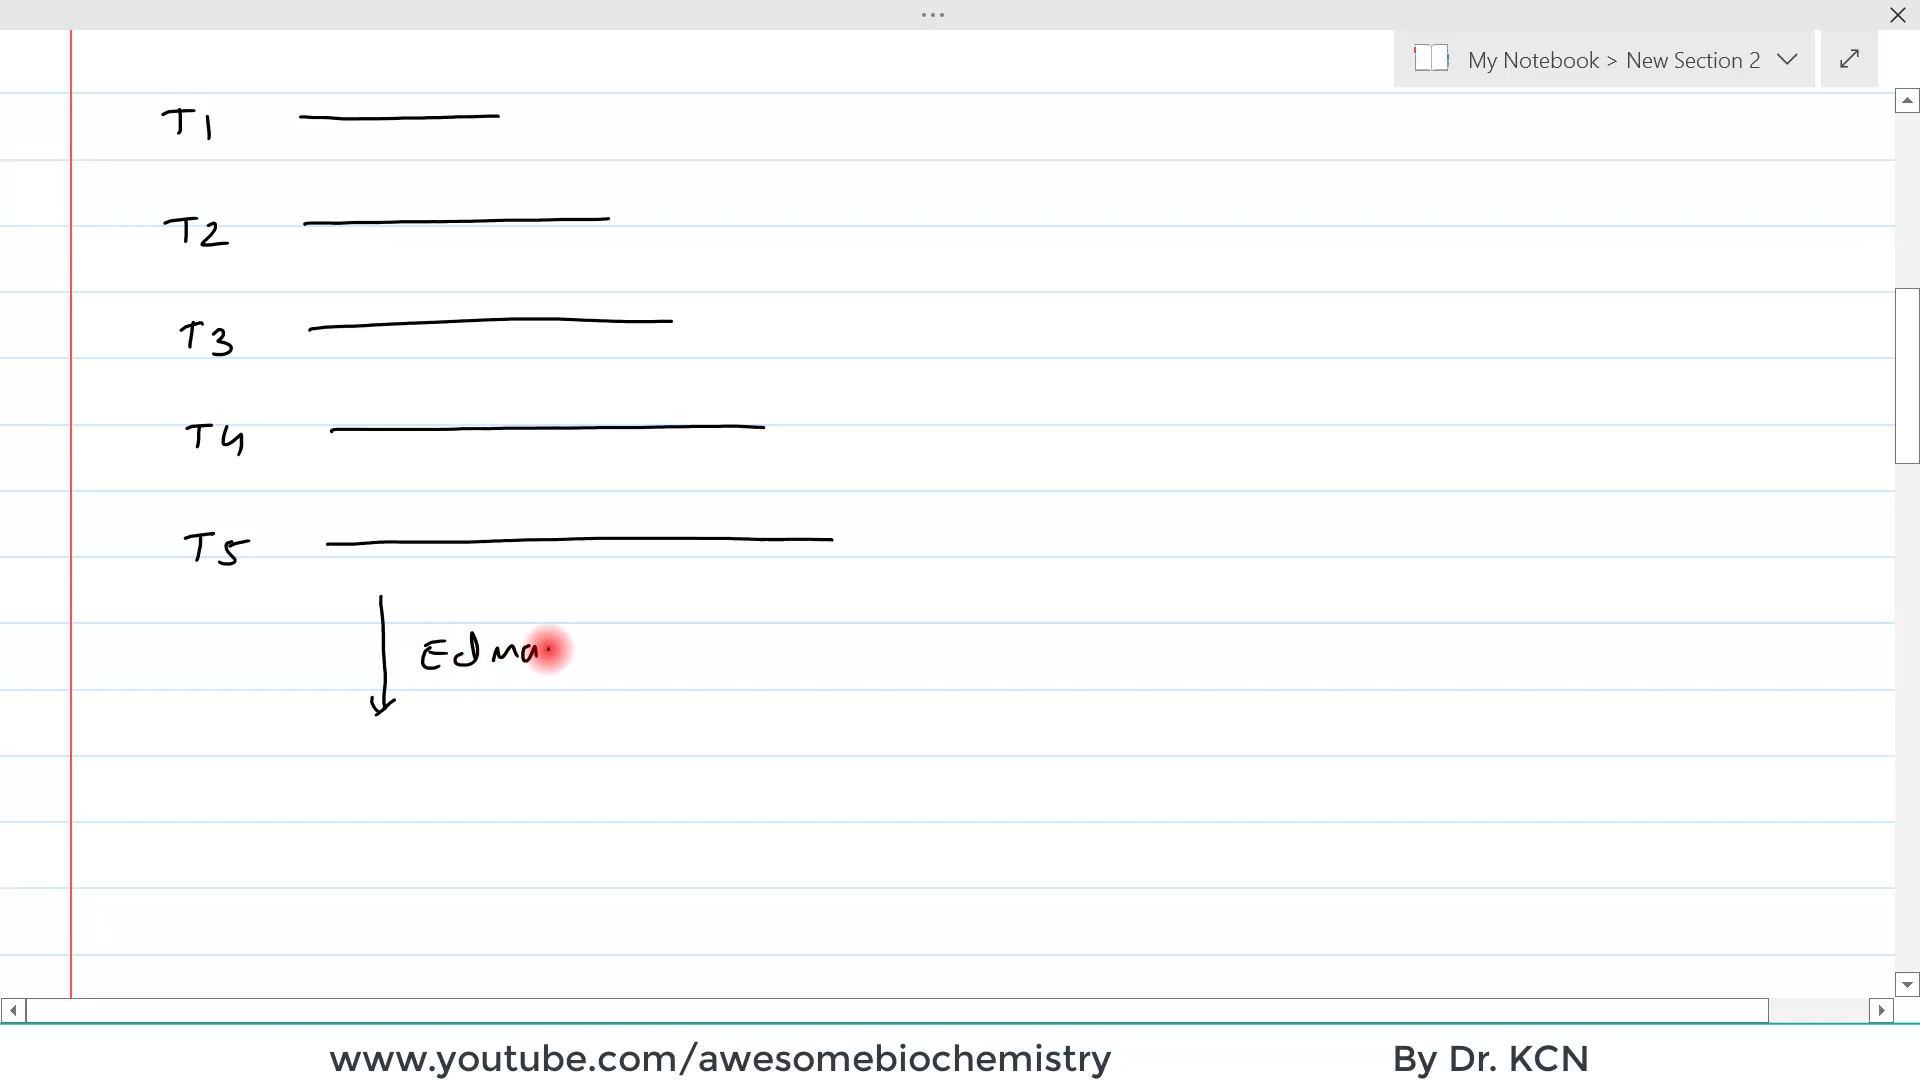 My Notebook > New Section 2
T1
T2
T3
T4
T5
Edma
www.youtube.com/awesomebiochemistry By Dr. KCN